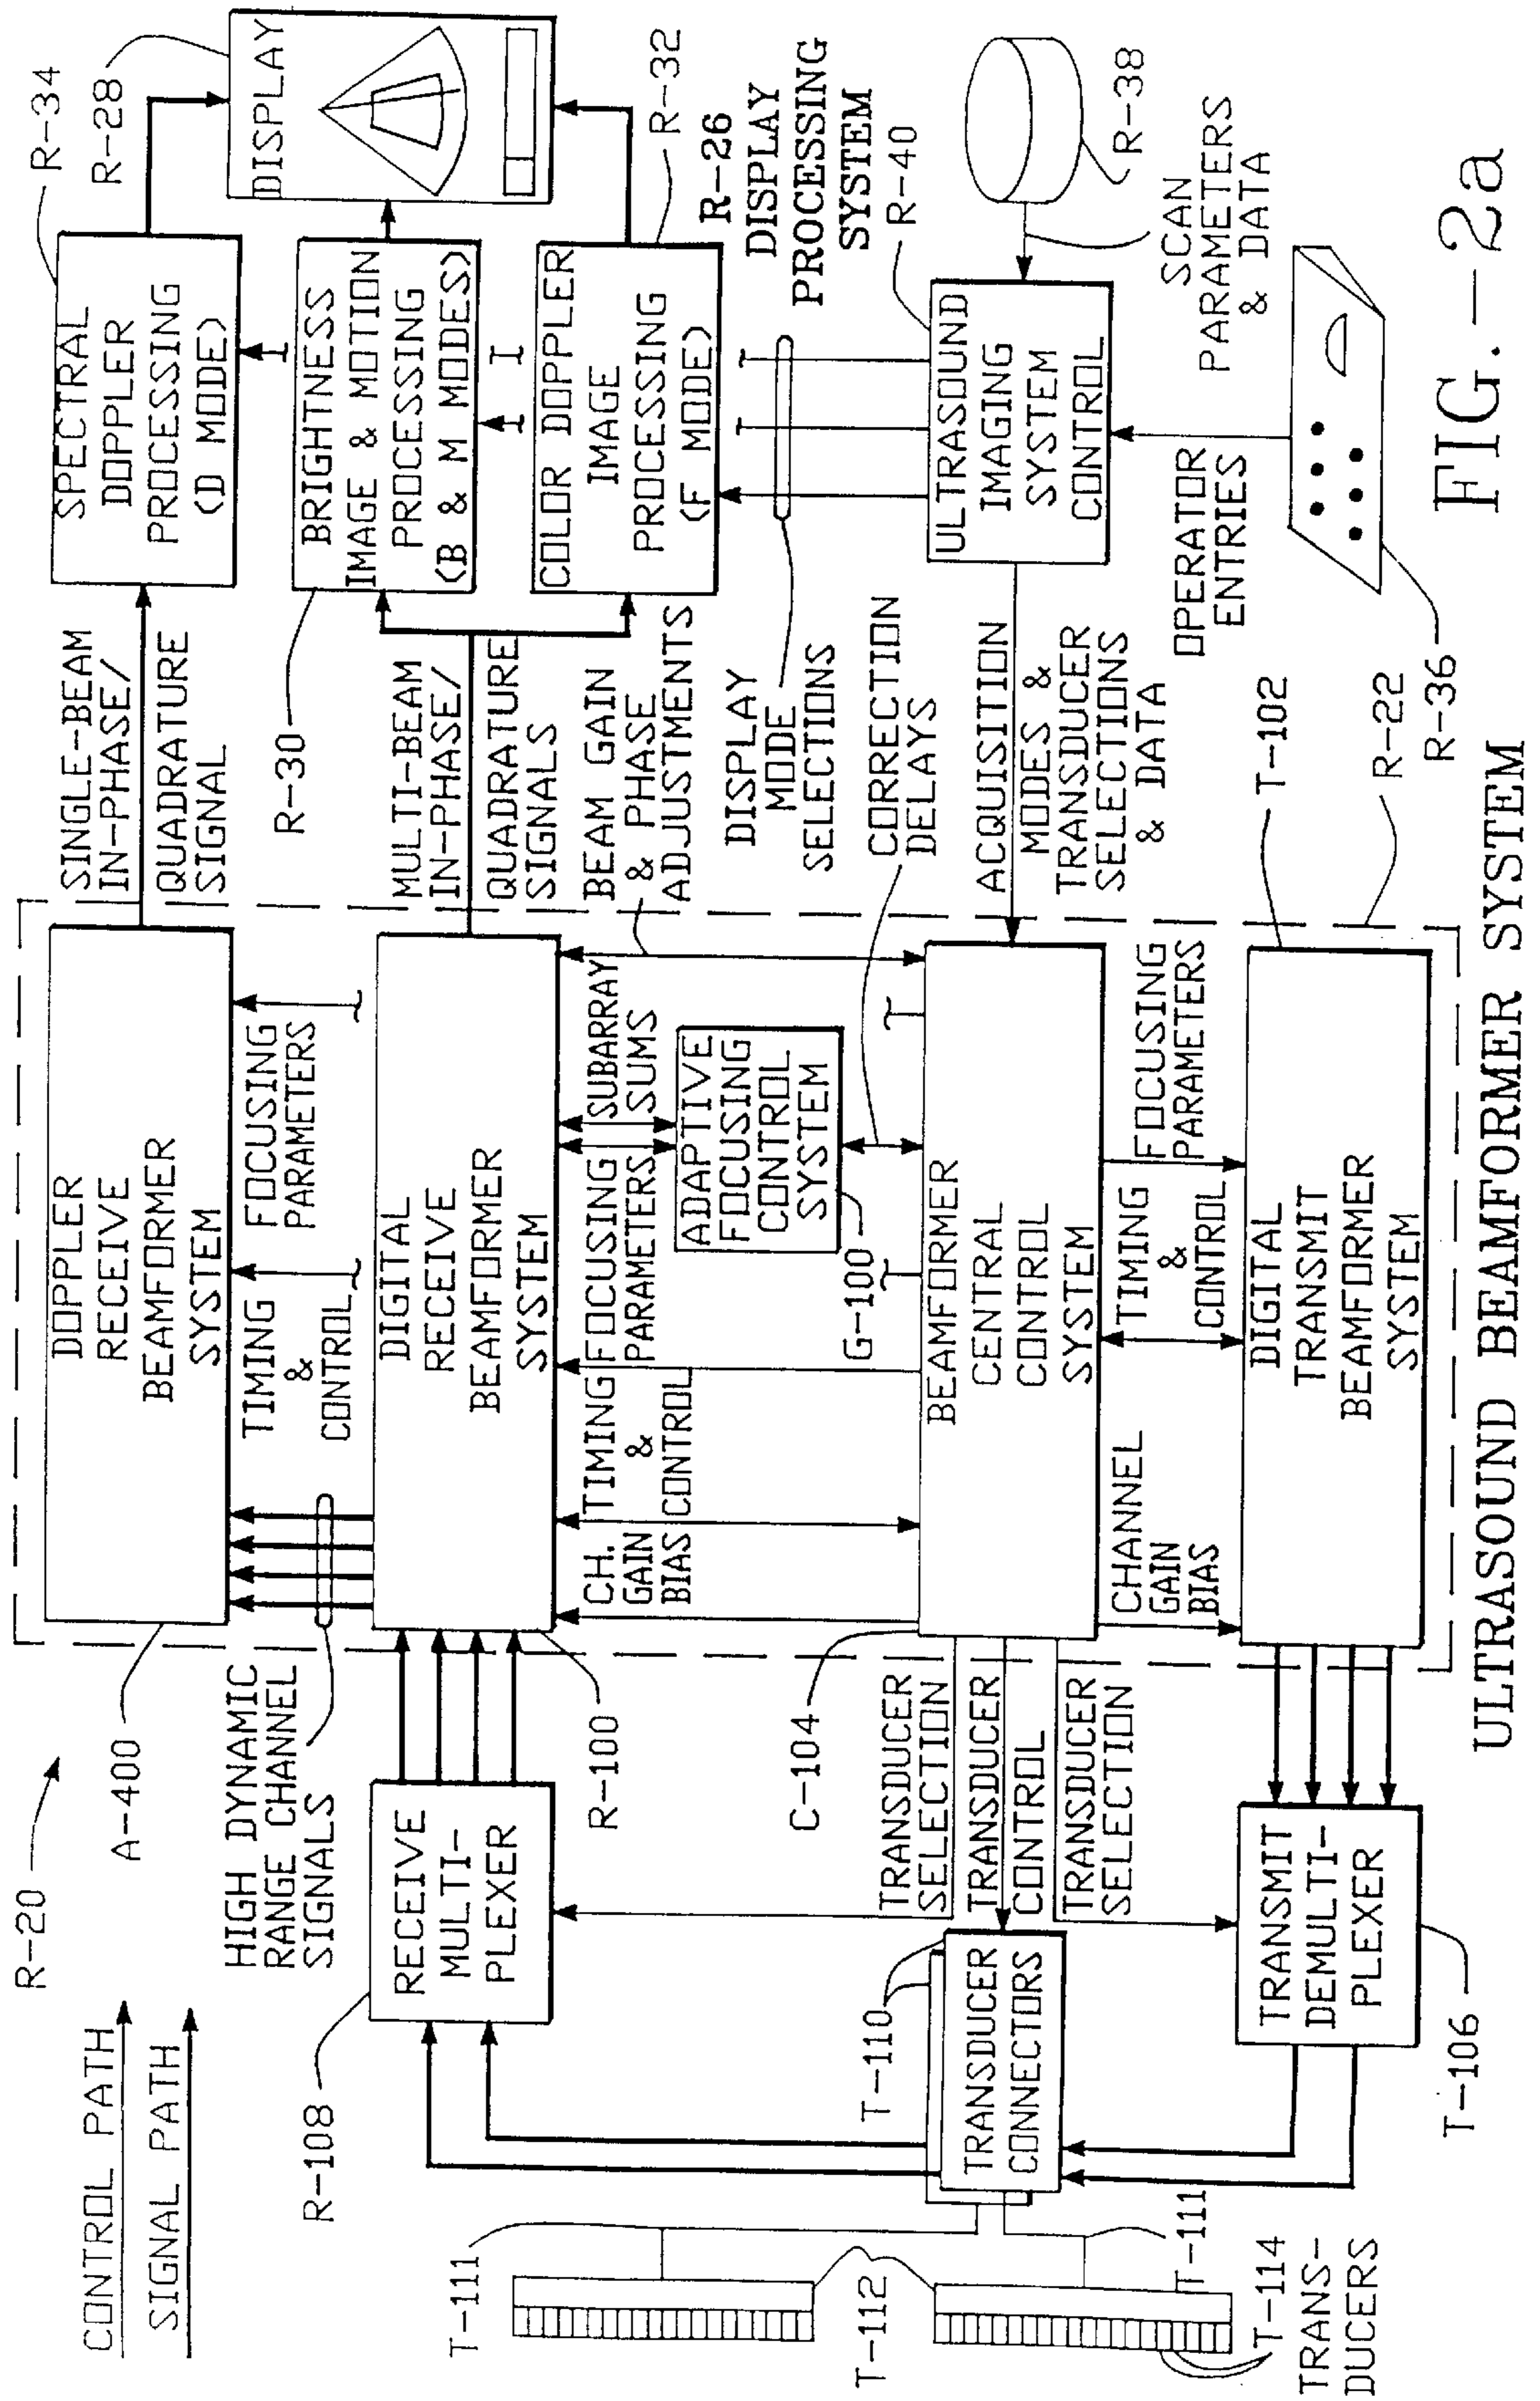 CONTROL PATH
SIGNAL PATH
R-20
A-400
HIGH DYNAMIC
RANGE CHANNEL
SIGNALS
DOPPLER
RECEIVE
BEAMFORMER
SYSTEM
SINGLE-BEAM
IN-PHASE/
QUADRATURE
SIGNAL
SPECTRAL
DOPPLER
PROCESSING
(D MODE)
R-34
R-28
DISPLAY
TIMING
&
CONTROL
FOCUSING
PARAMETERS
R-108
RECEIVE
MULTI-
PLEXER
R-100
DIGITAL
RECEIVE
BEAMFORMER
SYSTEM
MULTI-BEAM
IN-PHASE/
QUADRATURE
SIGNALS
R-30
BRIGHTNESS
IMAGE & MOTION
PROCESSING
(B & M MODES)
COLOR DOPPLER
IMAGE
PROCESSING
(F MODE)
R-32
R-26
DISPLAY
PROCESSING
SYSTEM
CH.
GAIN
BIAS
TIMING
&
CONTROL
FOCUSING
PARAMETERS
SUBARRAY
SUMS
BEAM GAIN
& PHASE
ADJUSTMENTS
ADAPTIVE
FOCUSING
CONTROL
SYSTEM
G-100
DISPLAY
MODE
SELECTIONS
CORRECTION
DELAYS
C-104
TRANSDUCER
SELECTION
TRANSDUCER
CONTROL
TRANSDUCER
SELECTION
BEAMFORMER
CENTRAL
CONTROL
SYSTEM
ACQUISITION
MODES &
TRANSDUCER
SELECTIONS
& DATA
ULTRASOUND
IMAGING
SYSTEM
CONTROL
R-40
R-38
SCAN
PARAMETERS
& DATA
OPERATOR
ENTRIES
R-36
T-111
T-112
T-111
T-114
TRANS-
DUCERS
T-110
TRANSDUCER
CONNECTORS
CHANNEL
GAIN
BIAS
TIMING
&
CONTROL
FOCUSING
PARAMETERS
T-102
R-22
TRANSMIT
DEMULTI-
PLEXER
T-106
DIGITAL
TRANSMIT
BEAMFORMER
SYSTEM
ULTRASOUND BEAMFORMER SYSTEM
FIG.-2a